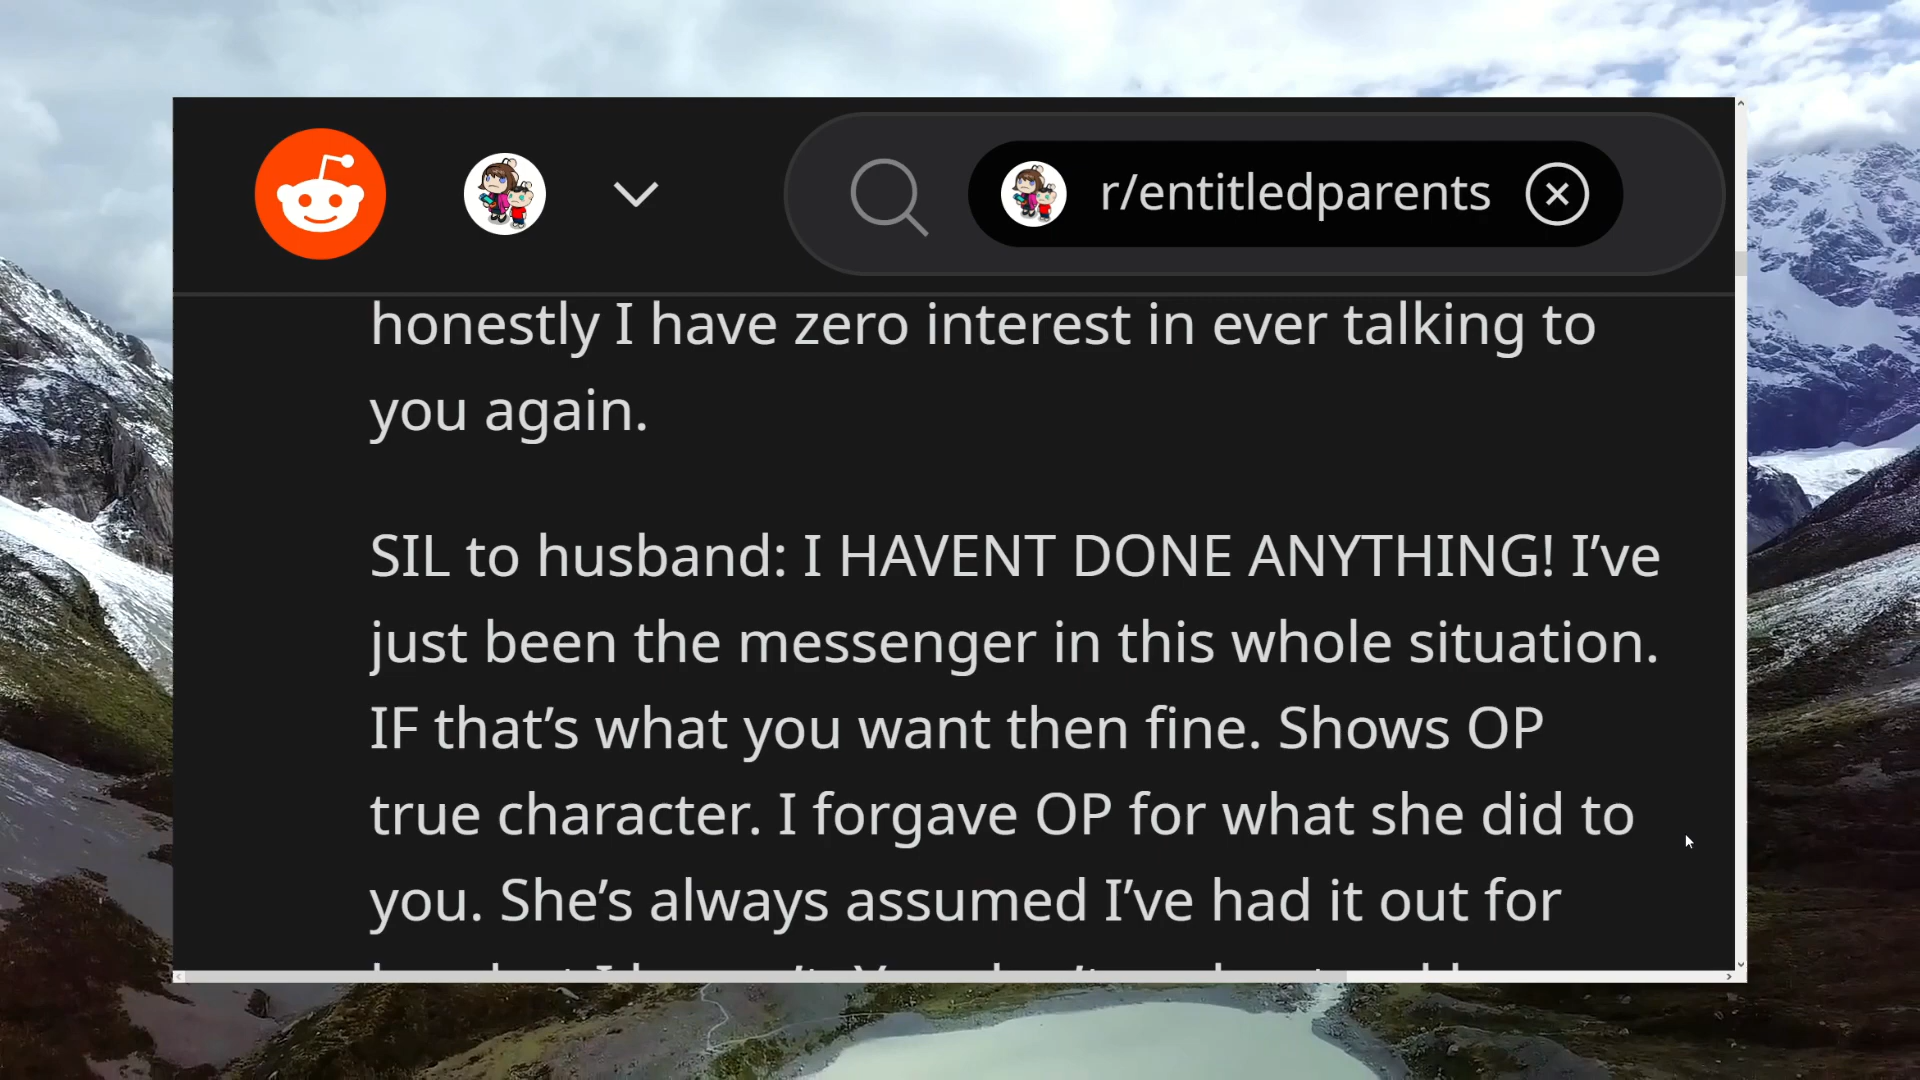 r/entitledparents
honestly I have zero interest in ever talking to
you again.
SIL to husband: I HAVENT DONE ANYTHING! I’ve
just been the messenger in this whole situation.
IF that’s what you want then fine. Shows OP
true character. I forgave OP for what she did to
you. She’s always assumed I’ve had it out for